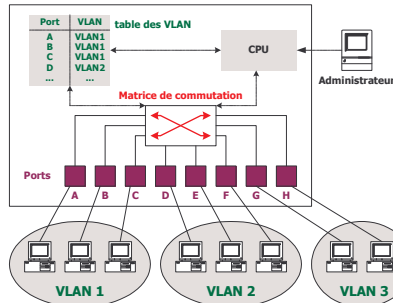 Port VLAN
table des VLAN
A VLAN1
B VLAN1
C VLAN1
D VLAN2
... ...
CPU
Administrateur
Matrice de commutation
Ports
A B C D E F G H
VLAN 1 VLAN 2 VLAN 3